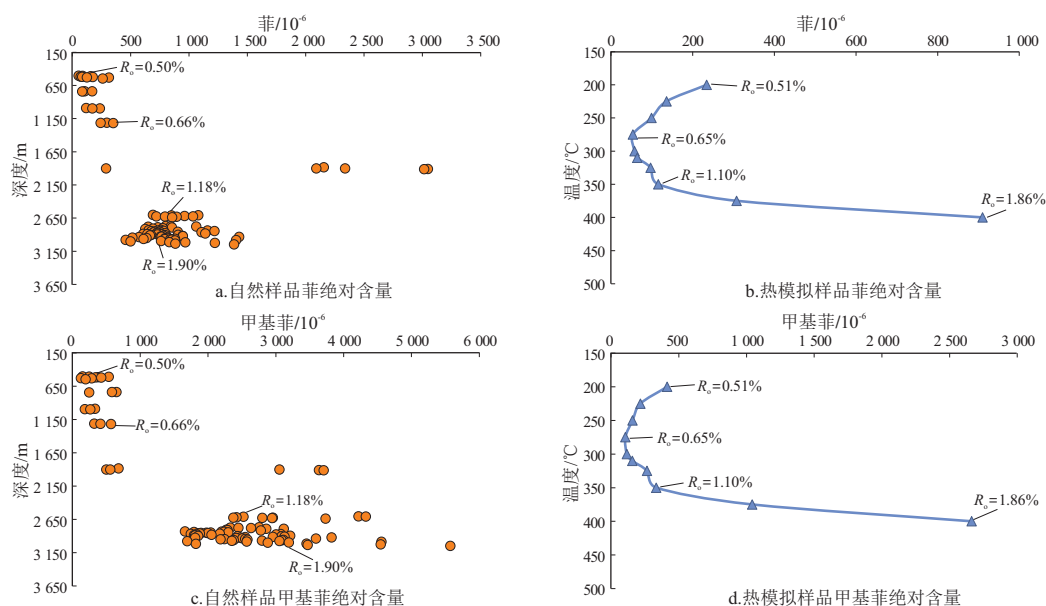 菲/10⁻⁶
0 500 1 000 1 500 2 000 2 500 3 000 3 500
150
650
1 150
1 650
2 150
2 650
3 150
3 650
深度/m
Rₒ=0.50%
Rₒ=0.66%
Rₒ=1.18%
Rₒ=1.90%
a.自然样品菲绝对含量
菲/10⁻⁶
0 200 400 600 800 1 000
150
200
250
300
350
400
450
500
温度/℃
Rₒ=0.51%
Rₒ=0.65%
Rₒ=1.10%
Rₒ=1.86%
b.热模拟样品菲绝对含量
甲基菲/10⁻⁶
0 1 000 2 000 3 000 4 000 5 000 6 000
150
650
1 150
1 650
2 150
2 650
3 150
3 650
深度/m
Rₒ=0.50%
Rₒ=0.66%
Rₒ=1.18%
Rₒ=1.90%
c.自然样品甲基菲绝对含量
甲基菲/10⁻⁶
0 500 1 000 1 500 2 000 2 500 3 000
150
200
250
300
350
400
450
500
温度/℃
Rₒ=0.51%
Rₒ=0.65%
Rₒ=1.10%
Rₒ=1.86%
d.热模拟样品甲基菲绝对含量